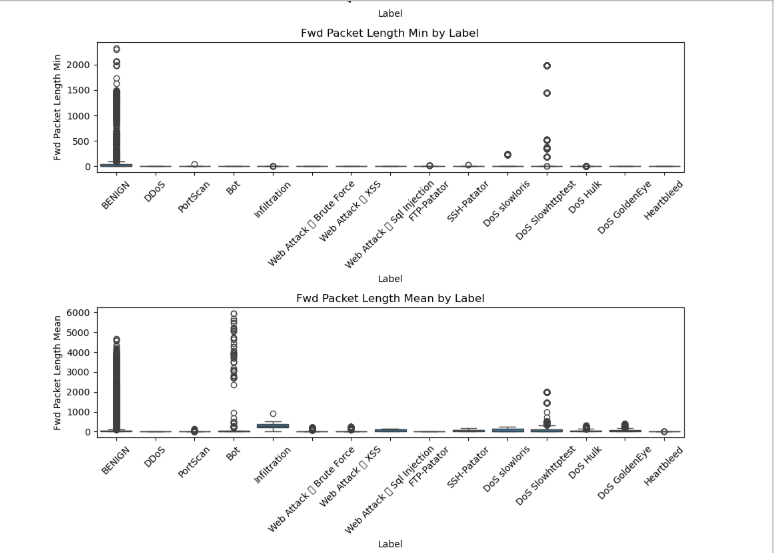 Label
Fwd Packet Length Min by Label
Fwd Packet Length Min
2000
1500
1000
500
0
BENIGN
DDoS
PortScan
Bot
Infiltration
Web Attack ▯ Brute Force
Web Attack ▯ XSS
Web Attack ▯ Sql Injection
FTP-Patator
SSH-Patator
DoS slowloris
DoS Slowhttptest
DoS Hulk
DoS GoldenEye
Heartbleed
Label
Fwd Packet Length Mean by Label
Fwd Packet Length Mean
6000
5000
4000
3000
2000
1000
0
BENIGN
DDoS
PortScan
Bot
Infiltration
Web Attack ▯ Brute Force
Web Attack ▯ XSS
Web Attack ▯ Sql Injection
FTP-Patator
SSH-Patator
DoS slowloris
DoS Slowhttptest
DoS Hulk
DoS GoldenEye
Heartbleed
Label